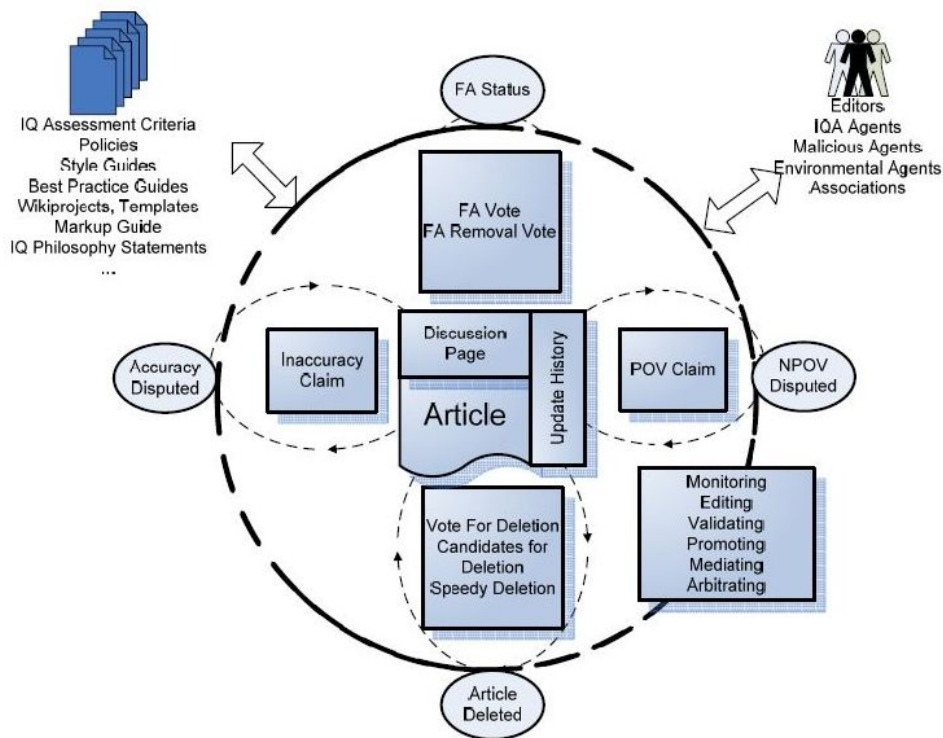 FA Status
IQ Assessment Criteria
Policies
Style Guides
Best Practice Guides
Wikiprojects, Templates
Markup Guide
IQ Philosophy Statements
...
Editors
IQA Agents
Malicious Agents
Environmental Agents
Associations
FA Vote
FA Removal Vote
Accuracy
Disputed
Inaccuracy
Claim
Discussion
Page
Article
Update History
POV Claim
NPOV
Disputed
Vote For Deletion
Candidates for
Deletion
Speedy Deletion
Monitoring
Editing
Validating
Promoting
Mediating
Arbitrating
Article
Deleted